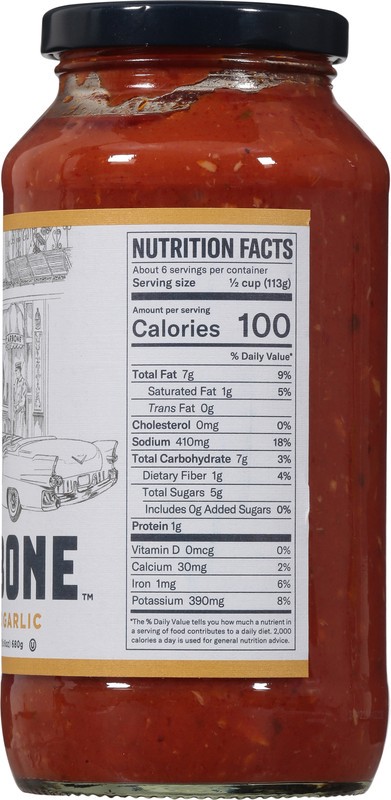 NUTRITION FACTS
About 6 servings per container
Serving size ½ cup (113g)
Amount per serving
Calories 100
% Daily Value*
Total Fat 7g 9%
Saturated Fat 1g 5%
Trans Fat 0g
Cholesterol 0mg 0%
Sodium 410mg 18%
Total Carbohydrate 7g 3%
Dietary Fiber 1g 4%
Total Sugars 5g
Includes 0g Added Sugars 0%
Protein 1g
Vitamin D 0mcg 0%
Calcium 30mg 2%
Iron 1mg 6%
Potassium 390mg 8%
*The % Daily Value tells you how much a nutrient in
a serving of food contributes to a daily diet. 2,000
calories a day is used for general nutrition advice.
BONE™
GARLIC
680g Ⓤ